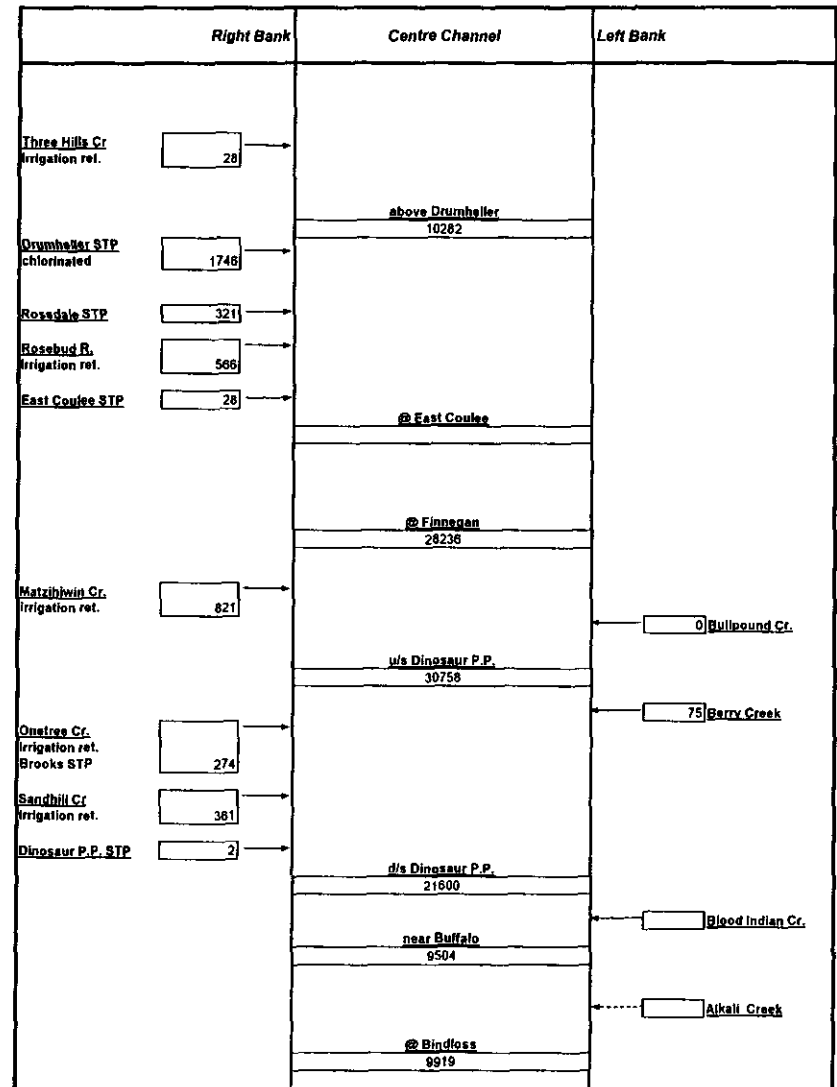 Right Bank
Centre Channel
Left Bank
Three Hills Cr
Irrigation ret.
28
above Drumheller
10282
Drumheller STP
chlorinated
1746
Rosedale STP
321
Rosebud R.
Irrigation ret.
566
East Coulee STP
28
@ East Coulee
@ Finnegan
28236
Matzihiwin Cr.
Irrigation ret.
821
0 Bullpound Cr.
u/s Dinosaur P.P.
30758
75 Berry Creek
Onetree Cr.
Irrigation ret.
Brooks STP
274
Sandhill Cr
Irrigation ret.
361
Dinosaur P.P. STP
2
d/s Dinosaur P.P.
21600
Blood Indian Cr.
near Buffalo
9504
Alkali Creek
@ Bindloss
9919